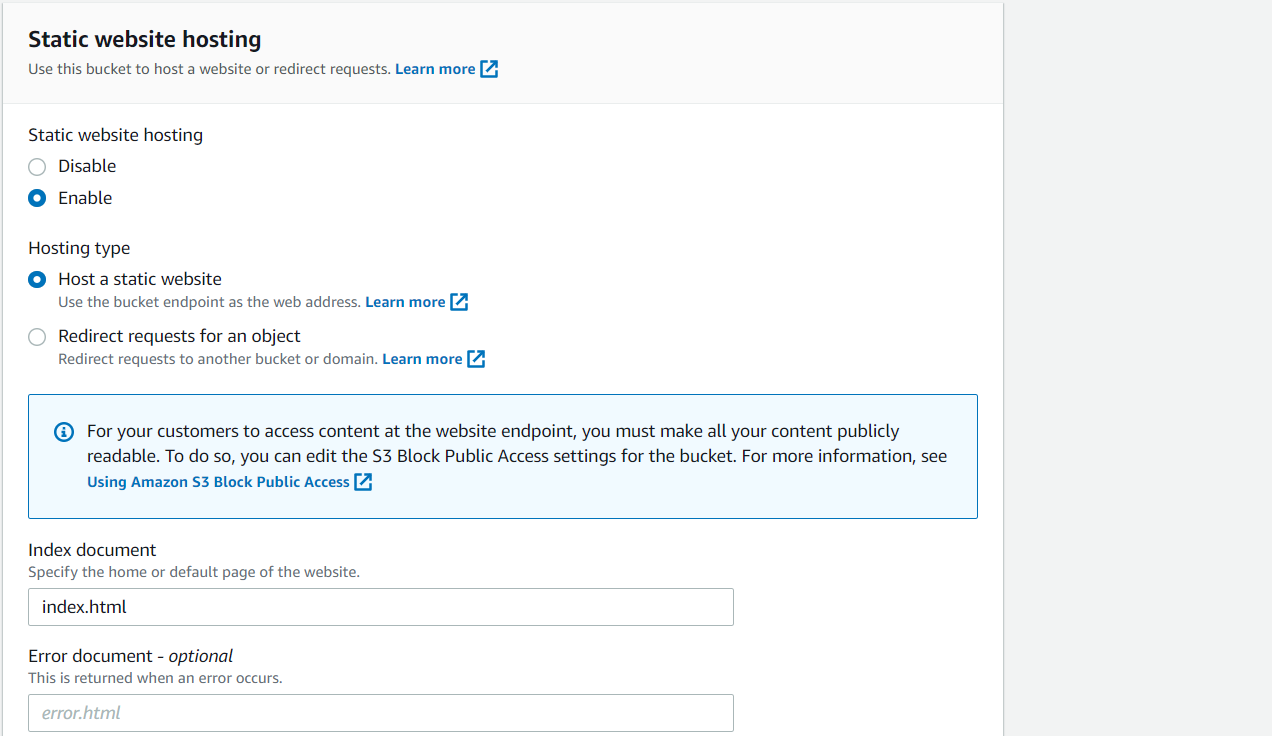 Static website hosting
Use this bucket to host a website or redirect requests. Learn more
Static website hosting
Disable
Enable
Hosting type
Host a static website
Use the bucket endpoint as the web address. Learn more
Redirect requests for an object
Redirect requests to another bucket or domain. Learn more
For your customers to access content at the website endpoint, you must make all your content publicly
readable. To do so, you can edit the S3 Block Public Access settings for the bucket. For more information, see
Using Amazon S3 Block Public Access
Index document
Specify the home or default page of the website.
index.html
Error document - optional
This is returned when an error occurs.
error.html